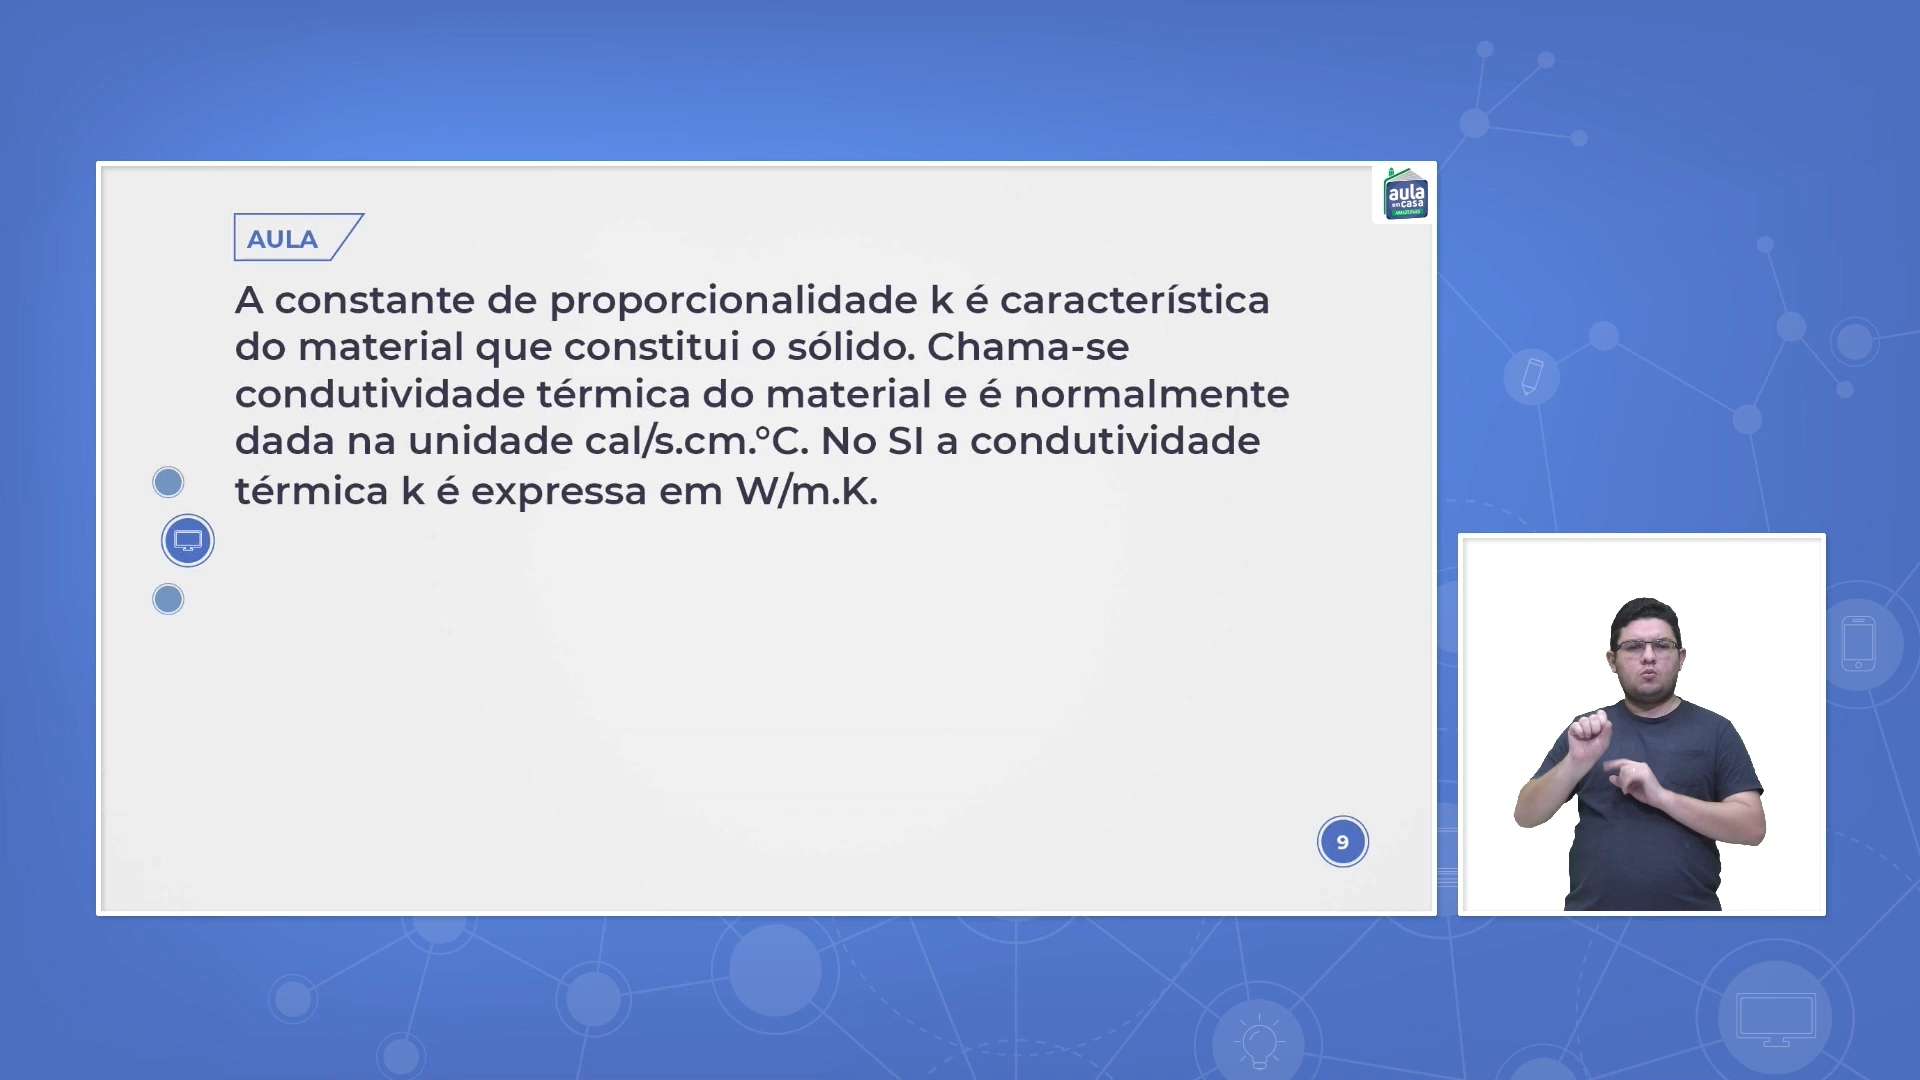 aula
em casa
AMAZONAS
AULA
A constante de proporcionalidade k é característica
do material que constitui o sólido. Chama-se
condutividade térmica do material e é normalmente
dada na unidade cal/s.cm.°C. No SI a condutividade
térmica k é expressa em W/m.K.
9